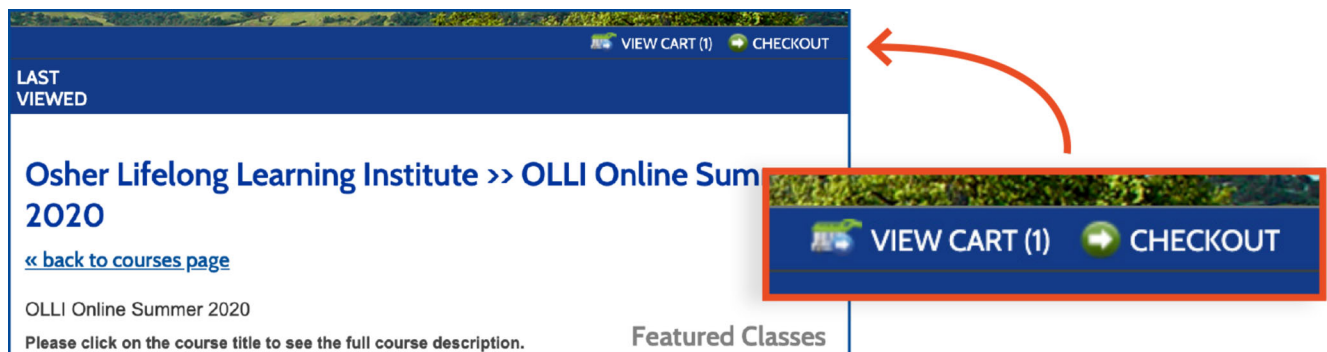 VIEW CART (1) CHECKOUT
LAST
VIEWED
Osher Lifelong Learning Institute >> OLLI Online Sum
2020
« back to courses page
OLLI Online Summer 2020
Please click on the course title to see the full course description.
Featured Classes
VIEW CART (1) CHECKOUT